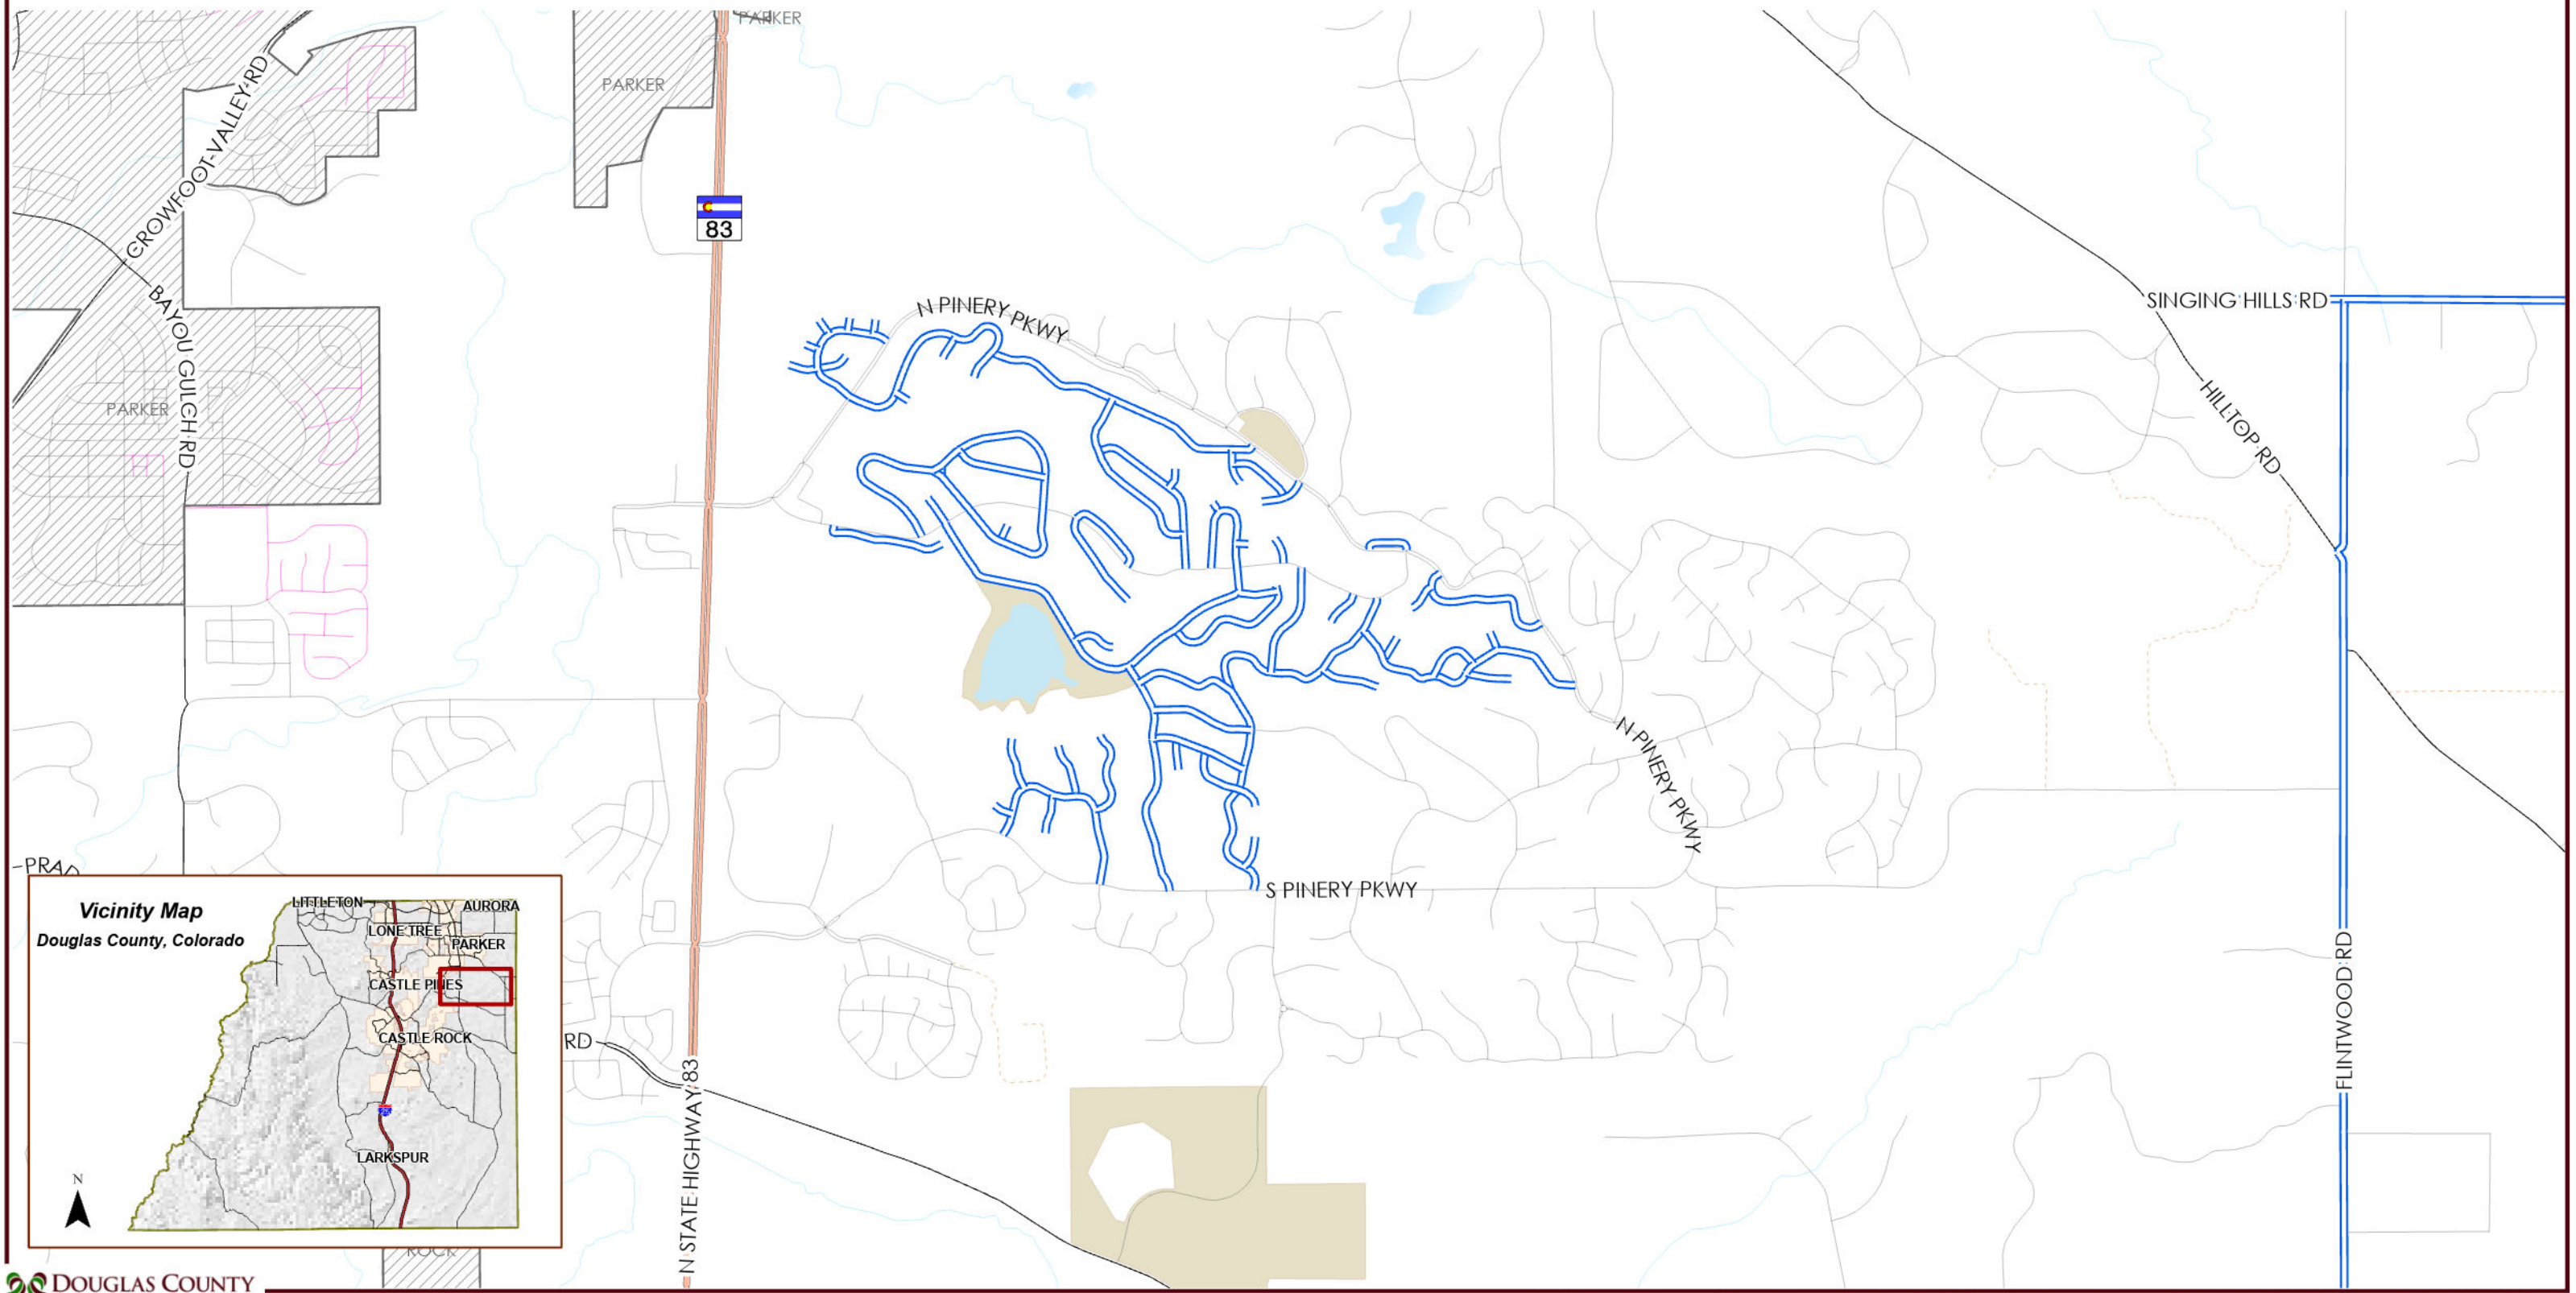 PARKER
CROWFOOT-VALLEY-RD
PARKER
83
N PINERY-PKWY
SINGING HILLS RD
BAYOU GULCH RD
PARKER
HILLTOP RD
N PINERY PKWY
S PINERY PKWY
FLINTWOOD RD
RD
N STATE HIGHWAY 83
Vicinity Map
Douglas County, Colorado
LITTLETON
AURORA
LONE TREE
PARKER
CASTLE PINES
CASTLE ROCK
25
LARKSPUR
N
ROCK
DOUGLAS COUNTY